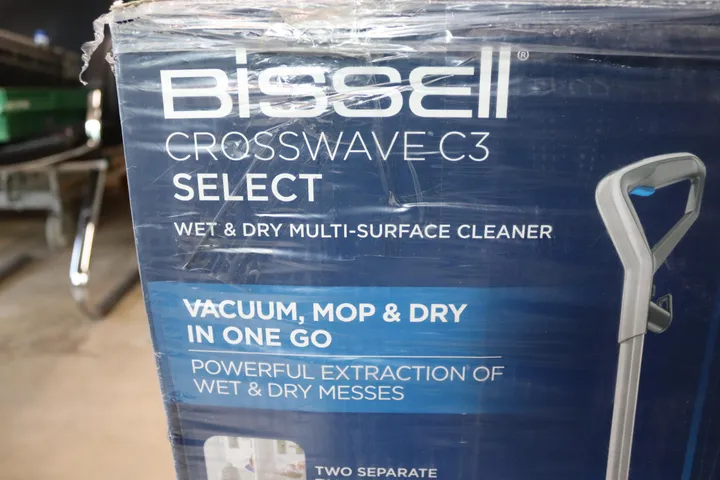 BISSELL®
CROSSWAVE C3
SELECT
WET & DRY MULTI-SURFACE CLEANER
VACUUM, MOP & DRY
IN ONE GO
POWERFUL EXTRACTION OF
WET & DRY MESSES
TWO SEPARATE